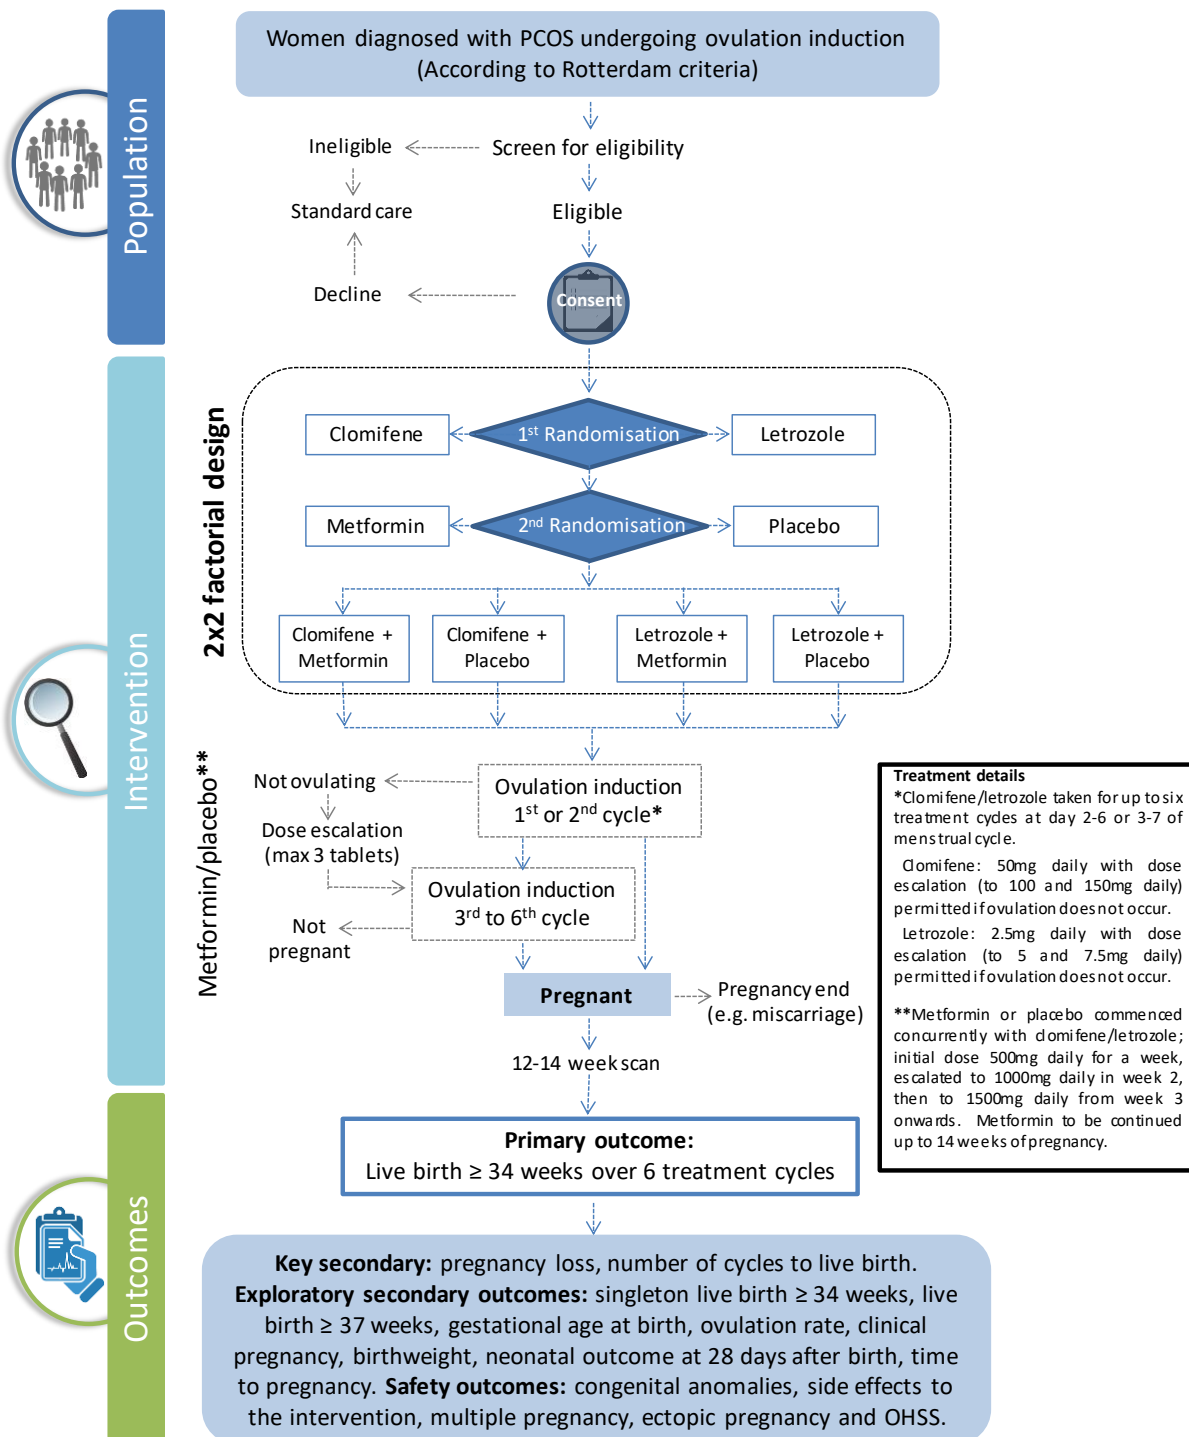 Women diagnosed with PCOS undergoing ovulation induction
(According to Rotterdam criteria)
Population
Ineligible
Screen for eligibility
Standard care
Eligible
Decline
Consent
Intervention
2x2 factorial design
Clomifene
1st Randomisation
Letrozole
Metformin
2nd Randomisation
Placebo
Clomifene +
Metformin
Clomifene +
Placebo
Letrozole +
Metformin
Letrozole +
Placebo
Metformin/placebo**
Not ovulating
Ovulation induction
1st or 2nd cycle*
Dose escalation
(max 3 tablets)
Ovulation induction
3rd to 6th cycle
Not
pregnant
Pregnant
Pregnancy end
(e.g. miscarriage)
12-14 week scan
Treatment details
*Clomifene/letrozole taken for up to six
treatment cycles at day 2-6 or 3-7 of
menstrual cycle.
Clomifene: 50mg daily with dose
escalation (to 100 and 150mg daily)
permitted if ovulation does not occur.
Letrozole: 2.5mg daily with dose
escalation (to 5 and 7.5mg daily)
permitted if ovulation does not occur.
**Metformin or placebo commenced
concurrently with clomifene/letrozole;
initial dose 500mg daily for a week,
escalated to 1000mg daily in week 2,
then to 1500mg daily from week 3
onwards. Metformin to be continued
up to 14 weeks of pregnancy.
Outcomes
Primary outcome:
Live birth ≥ 34 weeks over 6 treatment cycles
Key secondary: pregnancy loss, number of cycles to live birth.
Exploratory secondary outcomes: singleton live birth ≥ 34 weeks, live
birth ≥ 37 weeks, gestational age at birth, ovulation rate, clinical
pregnancy, birthweight, neonatal outcome at 28 days after birth, time
to pregnancy. Safety outcomes: congenital anomalies, side effects to
the intervention, multiple pregnancy, ectopic pregnancy and OHSS.